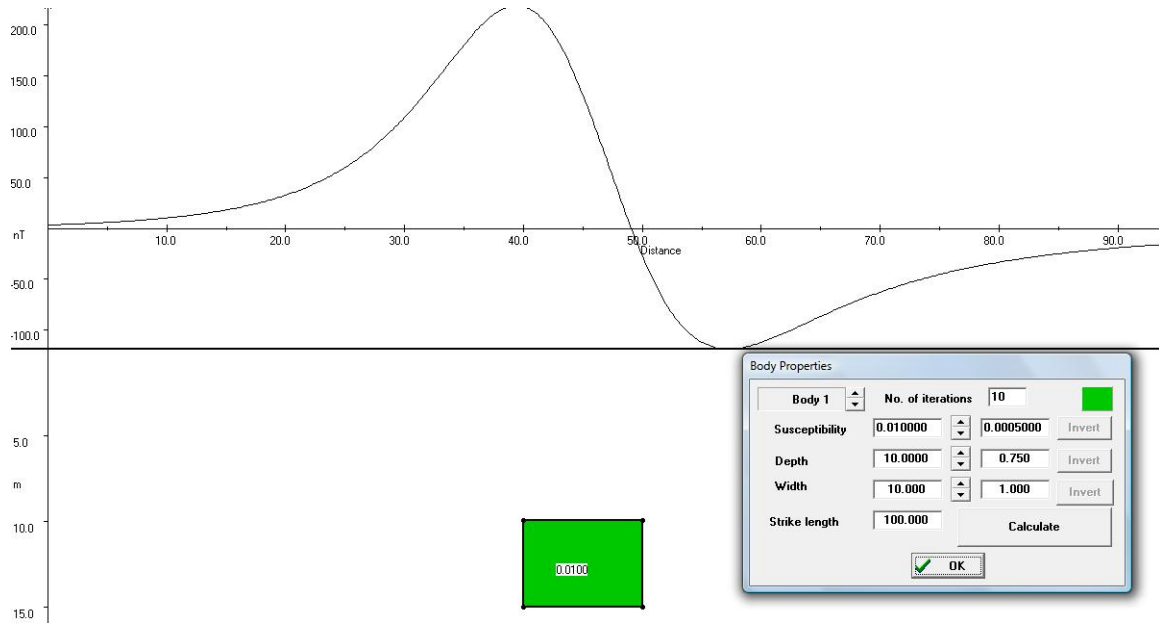 200.0
150.0
100.0
50.0
nT
10.0 20.0 30.0 40.0 50.0 60.0 70.0 80.0 90.0
Distance
-50.0
-100.0
Body Properties
Body 1 No. of iterations 10
Susceptibility 0.010000 0.0005000 Invert
Depth 10.0000 0.750 Invert
Width 10.000 1.000 Invert
Strike length 100.000 Calculate
OK
5.0
m
10.0
0.0100
15.0